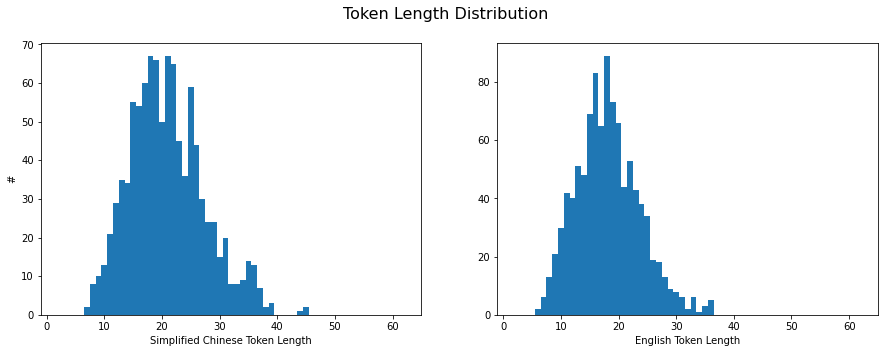 Token Length Distribution
70
60
50
40
30
20
10
0
#
0 10 20 30 40 50 60
Simplified Chinese Token Length
80
60
40
20
0
0 10 20 30 40 50 60
English Token Length